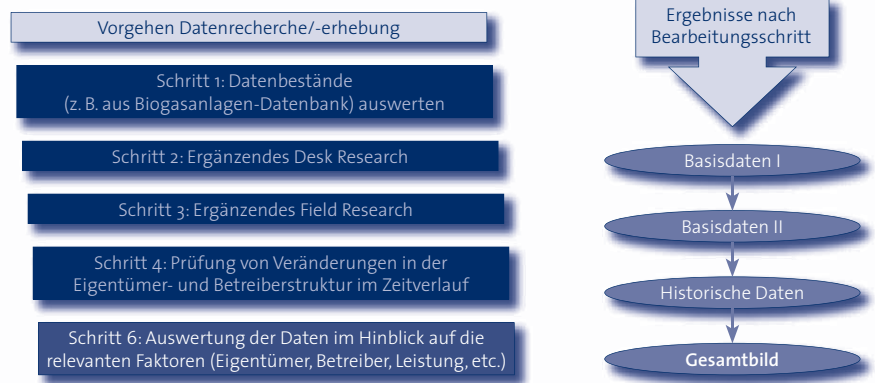 Vorgehen Datenrecherche/-erhebung
Schritt 1: Datenbestände
(z. B. aus Biogasanlagen-Datenbank) auswerten
Schritt 2: Ergänzendes Desk Research
Schritt 3: Ergänzendes Field Research
Schritt 4: Prüfung von Veränderungen in der
Eigentümer- und Betreiberstruktur im Zeitverlauf
Schritt 6: Auswertung der Daten im Hinblick auf die
relevanten Faktoren (Eigentümer, Betreiber, Leistung, etc.)
Ergebnisse nach
Bearbeitungsschritt
Basisdaten I
Basisdaten II
Historische Daten
Gesamtbild